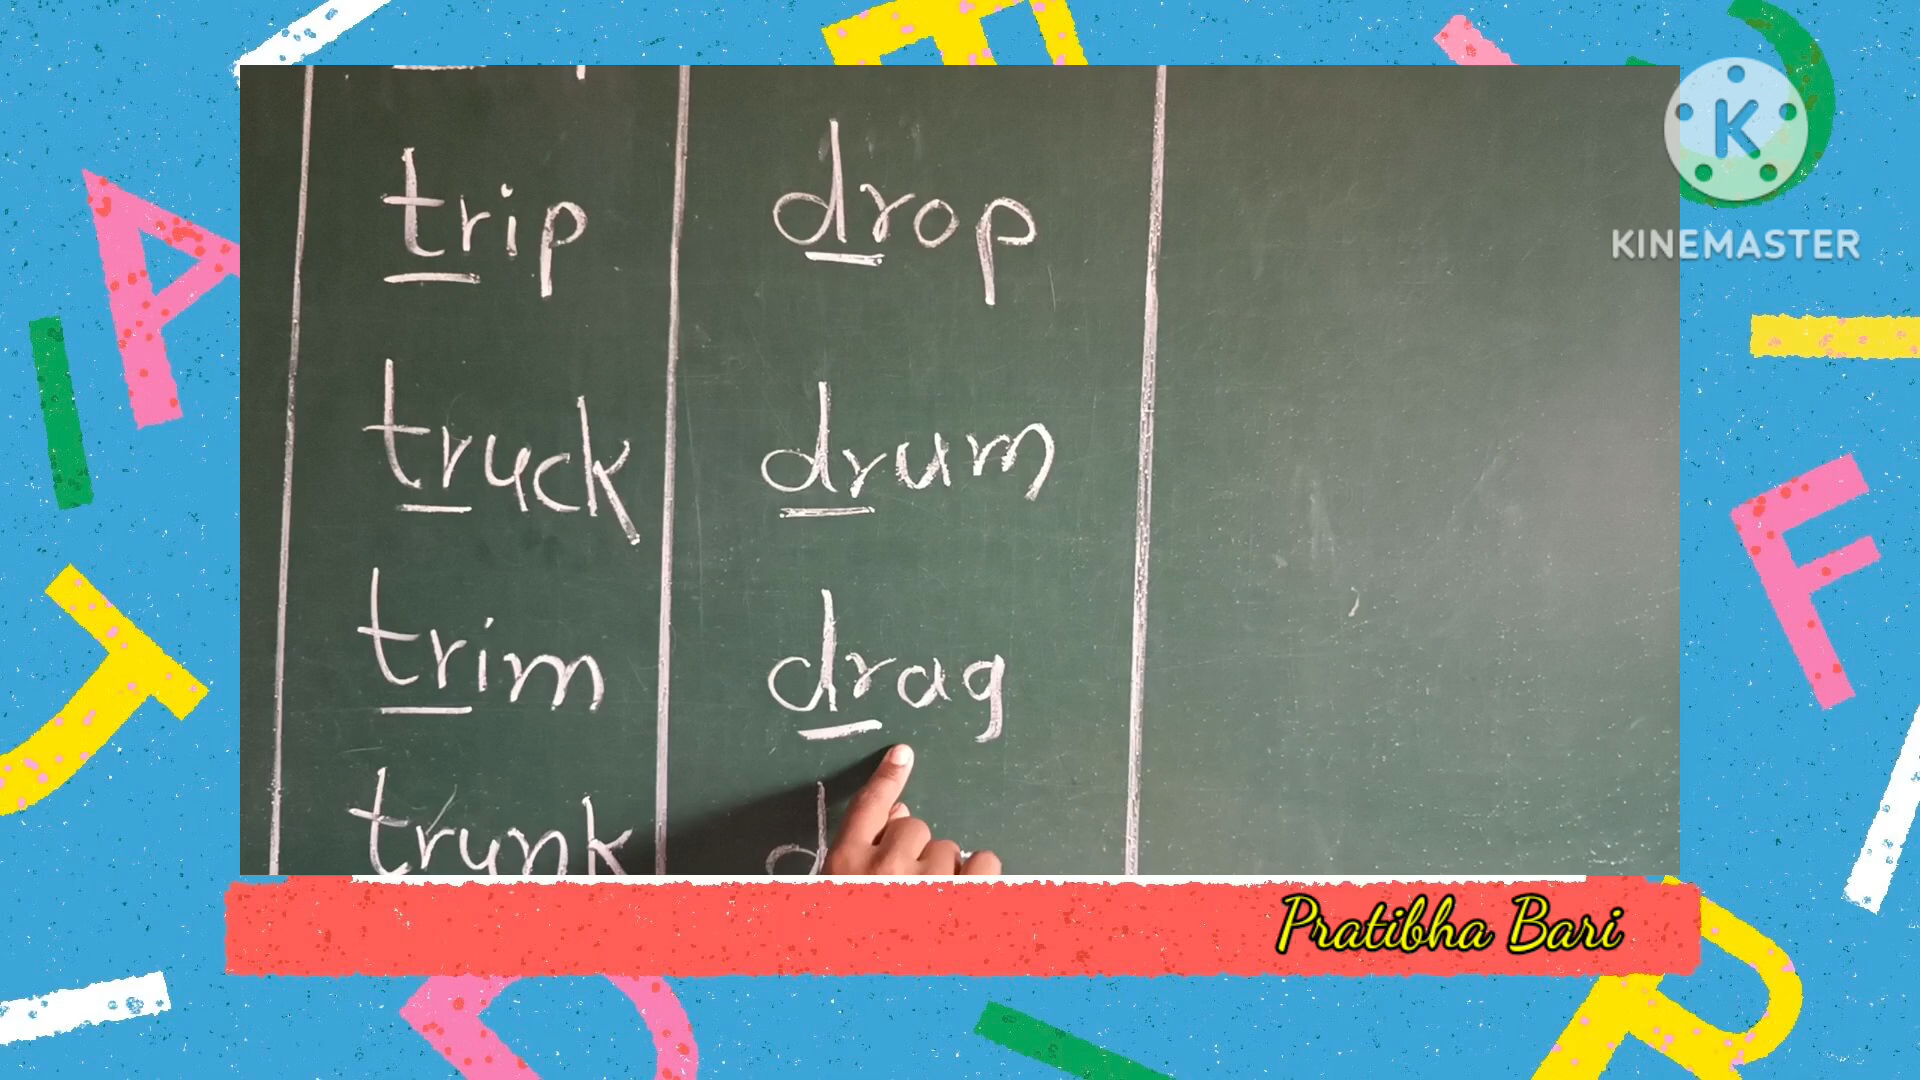 trip drop
truck drum
trim drag
trunk
KINEMASTER
Pratibha Bari